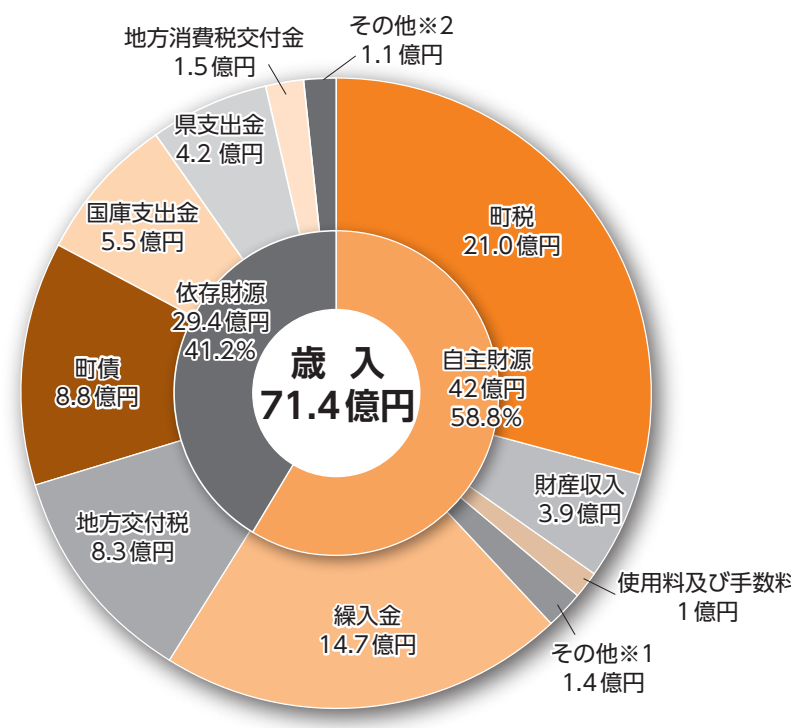 地方消費税交付金
1.5億円
その他※2
1.1億円
県支出金
4.2 億円
国庫支出金
5.5億円
町税
21.0億円
依存財源
29.4億円
41.2%
歳 入
71.4億円
自主財源
42億円
58.8%
町債
8.8億円
財産収入
3.9億円
地方交付税
8.3億円
使用料及び手数料
1億円
繰入金
14.7億円
その他※1
1.4億円